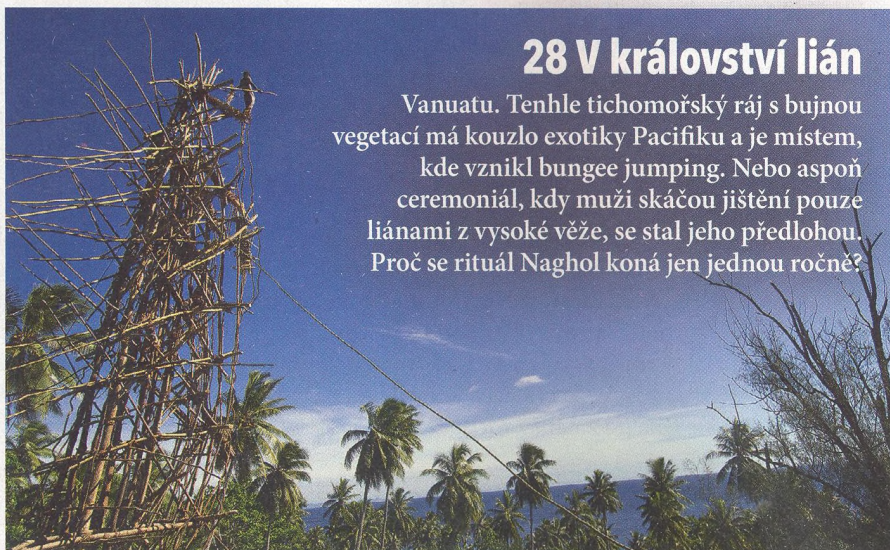 28 V království lián
Vanuatu. Tenhle tichomořský ráj s bujnou
vegetací má kouzlo exotiky Pacifiku a je místem,
kde vznikl bungee jumping. Nebo aspoň
ceremoniál, kdy muži skáčou jištění pouze
liánami z vysoké věže, se stal jeho předlohou.
Proč se rituál Naghol koná jen jednou ročně?